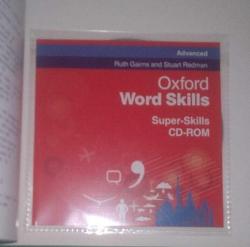 Advanced
Ruth Gairns and Stuart Redman
Oxford
Word Skills
Super-Skills
CD-ROM